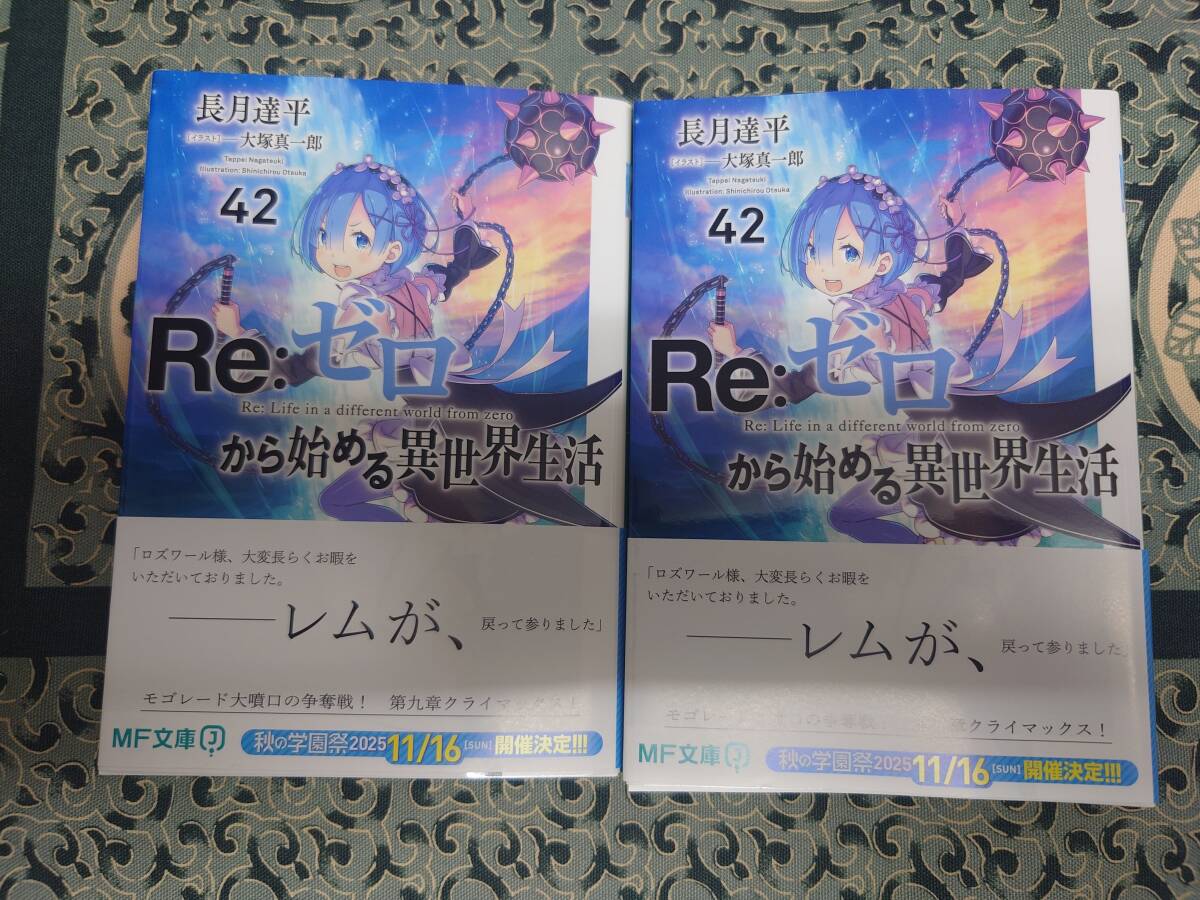 長月達平
[イラスト]―大塚真一郎
Tappei Nagatsuki
Illustration: Shinichirou Otsuka
42
Re:ゼロ
Re: Life in a different world from zero
から始める異世界生活
「ロズワール様、大変長らくお暇を
いただいておりました。
――レムが、戻って参りました」
モゴレード大噴口の争奪戦！　第九章クライマックス！
MF文庫J 秋の学園祭2025 11/16[SUN]開催決定!!!
長月達平
[イラスト]―大塚真一郎
Tappei Nagatsuki
Illustration: Shinichirou Otsuka
42
Re:ゼロ
Re: Life in a different world from zero
から始める異世界生活
「ロズワール様、大変長らくお暇を
いただいておりました。
――レムが、戻って参りました」
モゴレー 口の争奪戦 章クライマックス！
MF文庫J 秋の学園祭2025 11/16[SUN]開催決定!!!